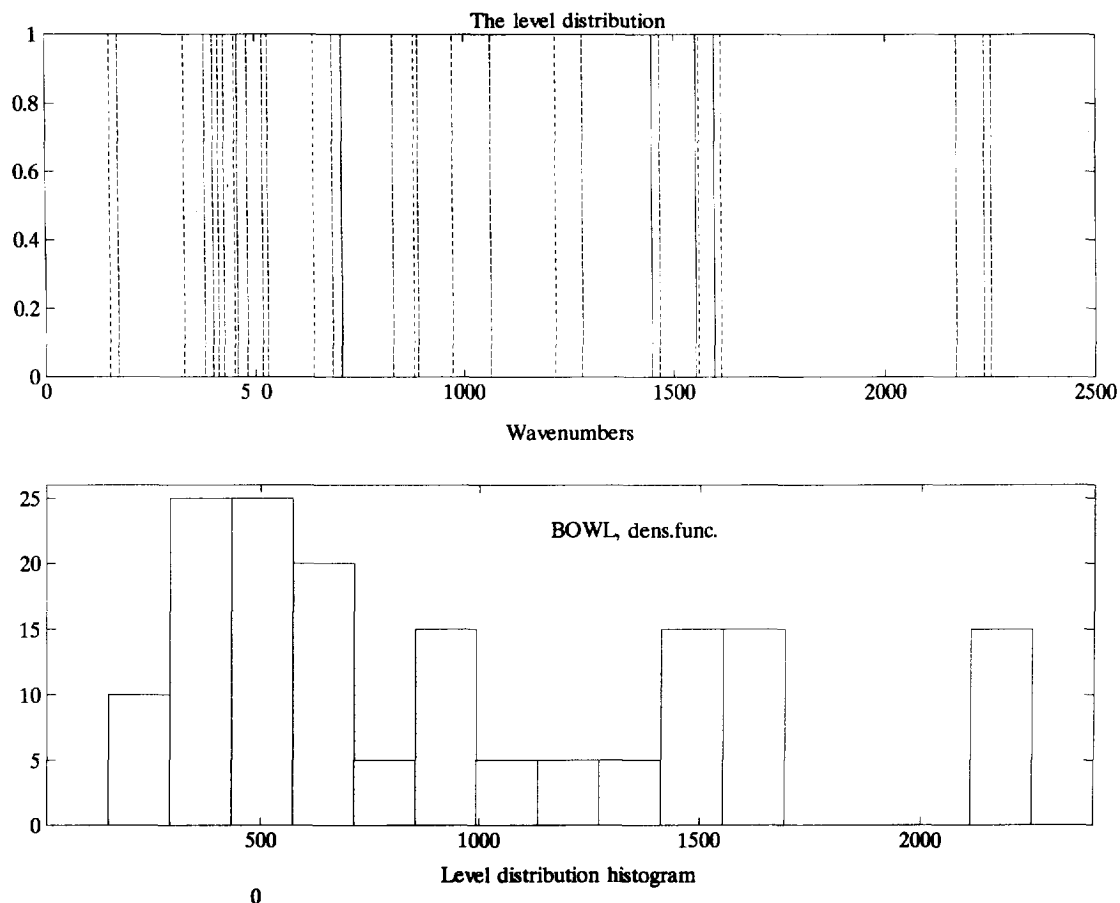 The level distribution
1
0.8
0.6
0.4
0.2
0
0 5 0 1000 1500 2000 2500
Wavenumbers
25
20
15
10
5
0
BOWL, dens.func.
500 1000 1500 2000
Level distribution histogram
0